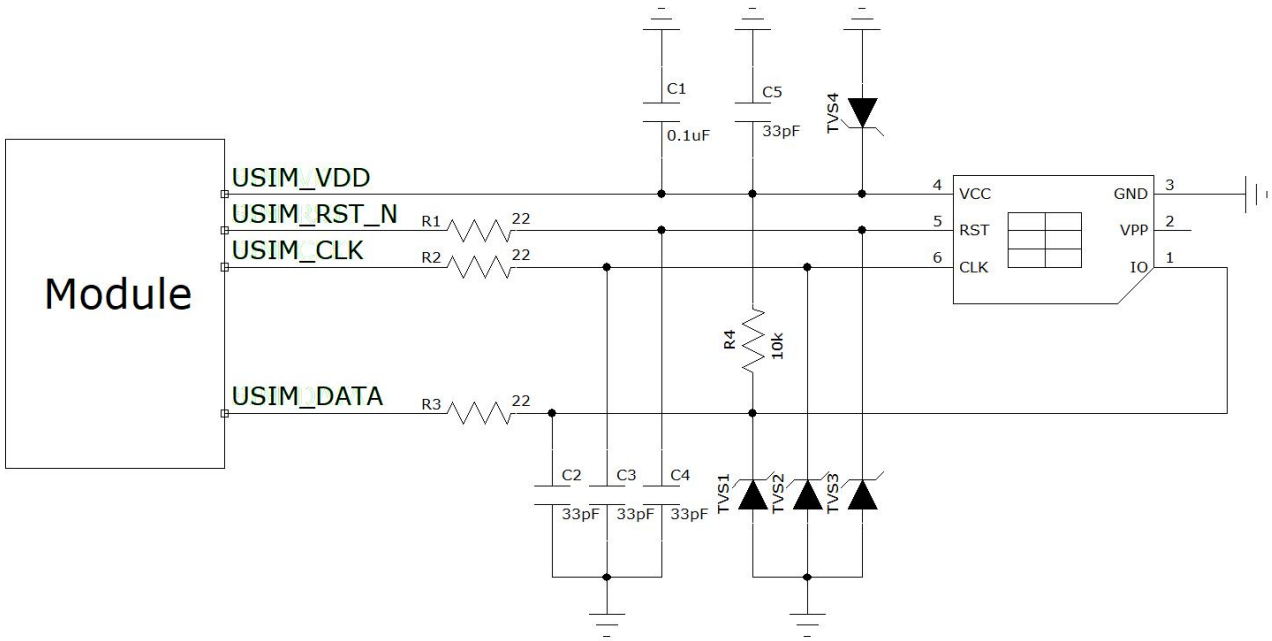 C1
0.1uF
C5
33pF
TVS4
USIM_VDD
USIM_RST_N
R1 22
USIM_CLK
R2 22
Module
4 VCC GND 3
5 RST VPP 2
6 CLK IO 1
R4
10k
USIM_DATA
R3 22
C2
33pF
C3
33pF
C4
33pF
TVS1
TVS2
TVS3